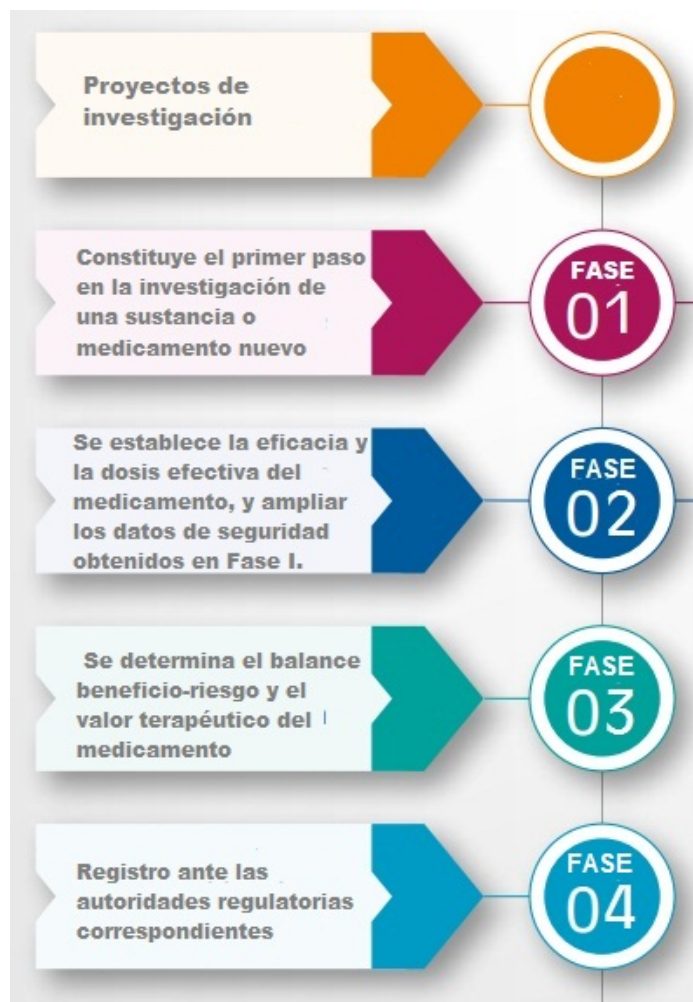 Proyectos de
investigación
Constituye el primer paso
en la investigación de
una sustancia o
medicamento nuevo
FASE
01
Se establece la eficacia y
la dosis efectiva del
medicamento, y ampliar
los datos de seguridad
obtenidos en Fase I.
FASE
02
Se determina el balance
beneficio-riesgo y el
valor terapéutico del
medicamento
FASE
03
Registro ante las
autoridades regulatorias
correspondientes
FASE
04